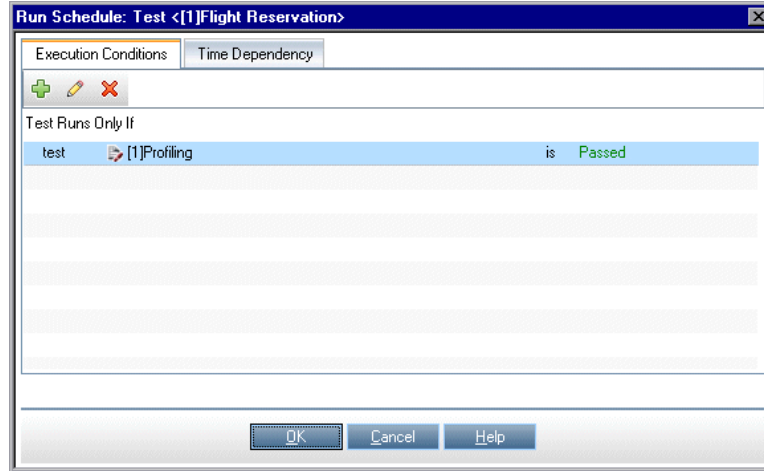 Run Schedule: Test <[1]Flight Reservation>
Execution Conditions Time Dependency
Test Runs Only If
test [1]Profiling is Passed
OK Cancel Help